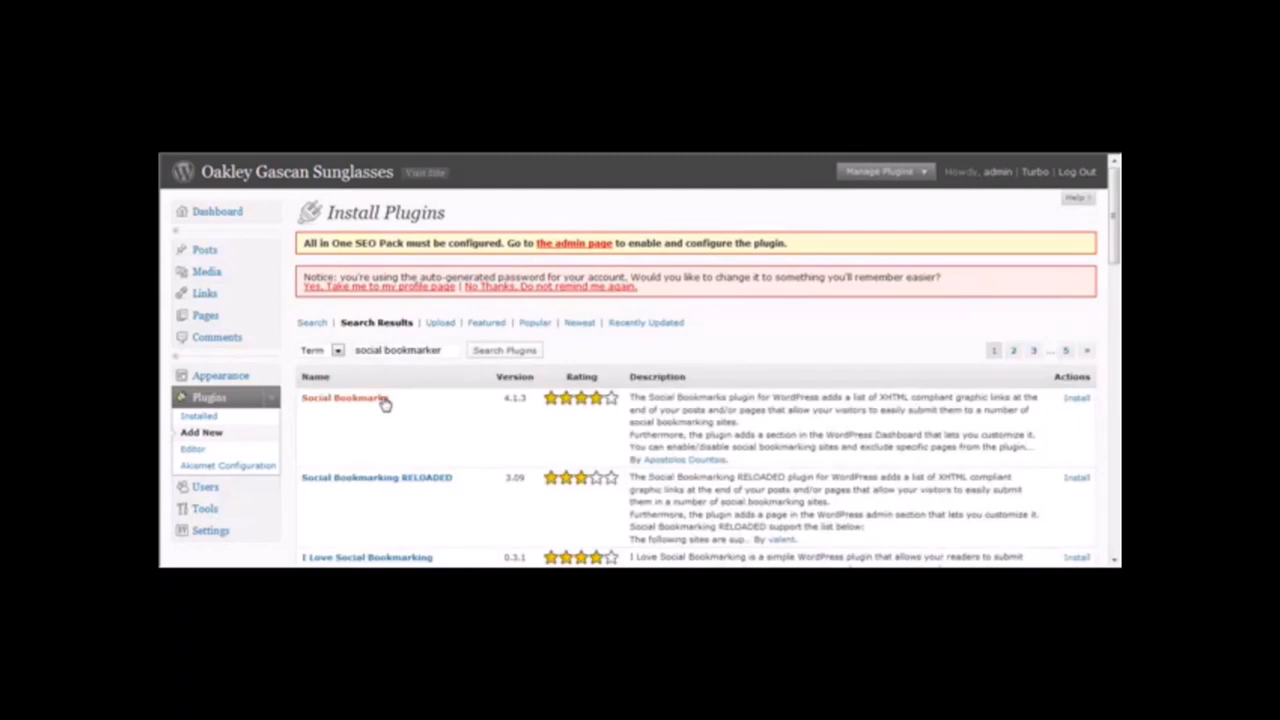 Oakley Gascan Sunglasses Visit Site Manage Plugins Howdy, admin | Turbo | Log Out
Help
Dashboard
Install Plugins
All in One SEO Pack must be configured. Go to the admin page to enable and configure the plugin.
Posts
Media
Links
Pages
Comments
Notice: you're using the auto-generated password for your account. Would you like to change it to something you'll remember easier?
Yes, Take me to my profile page | No Thanks, Do not remind me again.
Search | Search Results | Upload | Featured | Popular | Newest | Recently Updated
Term social bookmarker Search Plugins 1 2 3 ... 5 »
Appearance
Plugins
Installed
Add New
Editor
Akismet Configuration
Users
Tools
Settings
Name Version Rating Description Actions
Social Bookmarks 4.1.3 Install
The Social Bookmarks plugin for WordPress adds a list of XHTML compliant graphic links at the
end of your posts and/or pages that allow your visitors to easily submit them to a number of
social bookmarking sites.
Furthermore, the plugin adds a section in the WordPress Dashboard that lets you customize it.
You can enable/disable social bookmarking sites and exclude specific pages from the plugin...
By Apostolos Dountsis.
Social Bookmarking RELOADED 3.09 Install
The Social Bookmarking RELOADED plugin for WordPress adds a list of XHTML compliant
graphic links at the end of your posts and/or pages that allow your visitors to easily submit
them in a number of social bookmarking sites.
Furthermore, the plugin adds a page in the WordPress admin section that lets you customize it.
Social Bookmarking RELOADED support the list below:
The following sites are sup... By valent.
I Love Social Bookmarking 0.3.1 Install
I Love Social Bookmarking is a simple WordPress plugin that allows your readers to submit